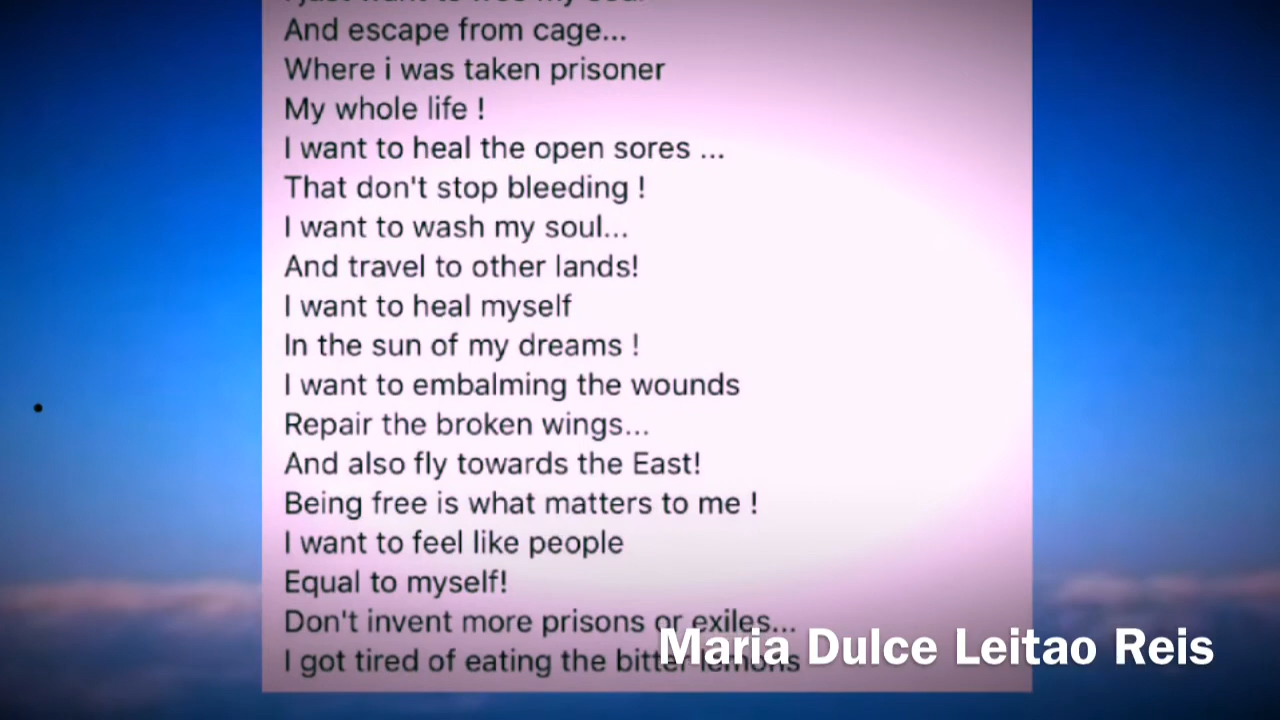 And escape from cage...
Where i was taken prisoner
My whole life !
I want to heal the open sores ...
That don't stop bleeding !
I want to wash my soul...
And travel to other lands!
I want to heal myself
In the sun of my dreams !
I want to embalming the wounds
Repair the broken wings...
And also fly towards the East!
Being free is what matters to me !
I want to feel like people
Equal to myself!
Don't invent more prisons or exiles...
I got tired of eating the bitter lemons
Maria Dulce Leitao Reis